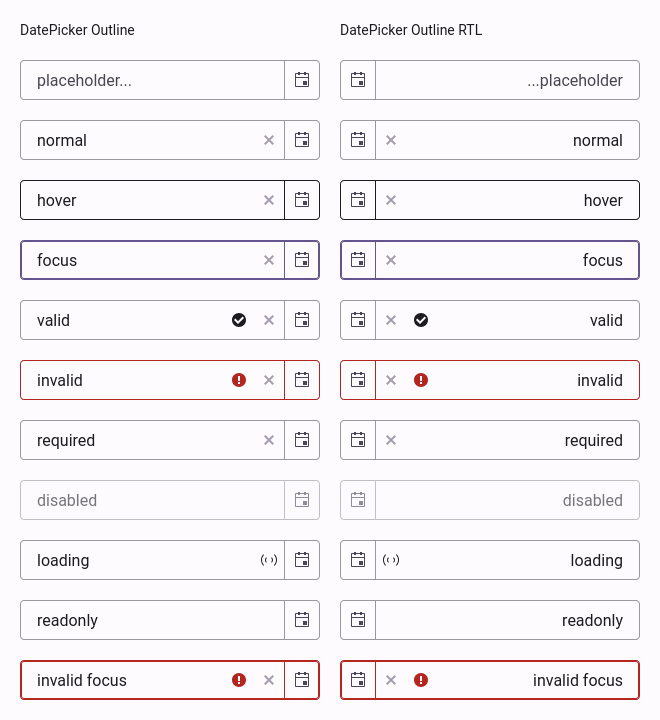 DatePicker Outline
DatePicker Outline RTL
placeholder...
...placeholder
normal
normal
hover
hover
focus
focus
valid
valid
invalid
invalid
required
required
disabled
disabled
loading
loading
readonly
readonly
invalid focus
invalid focus